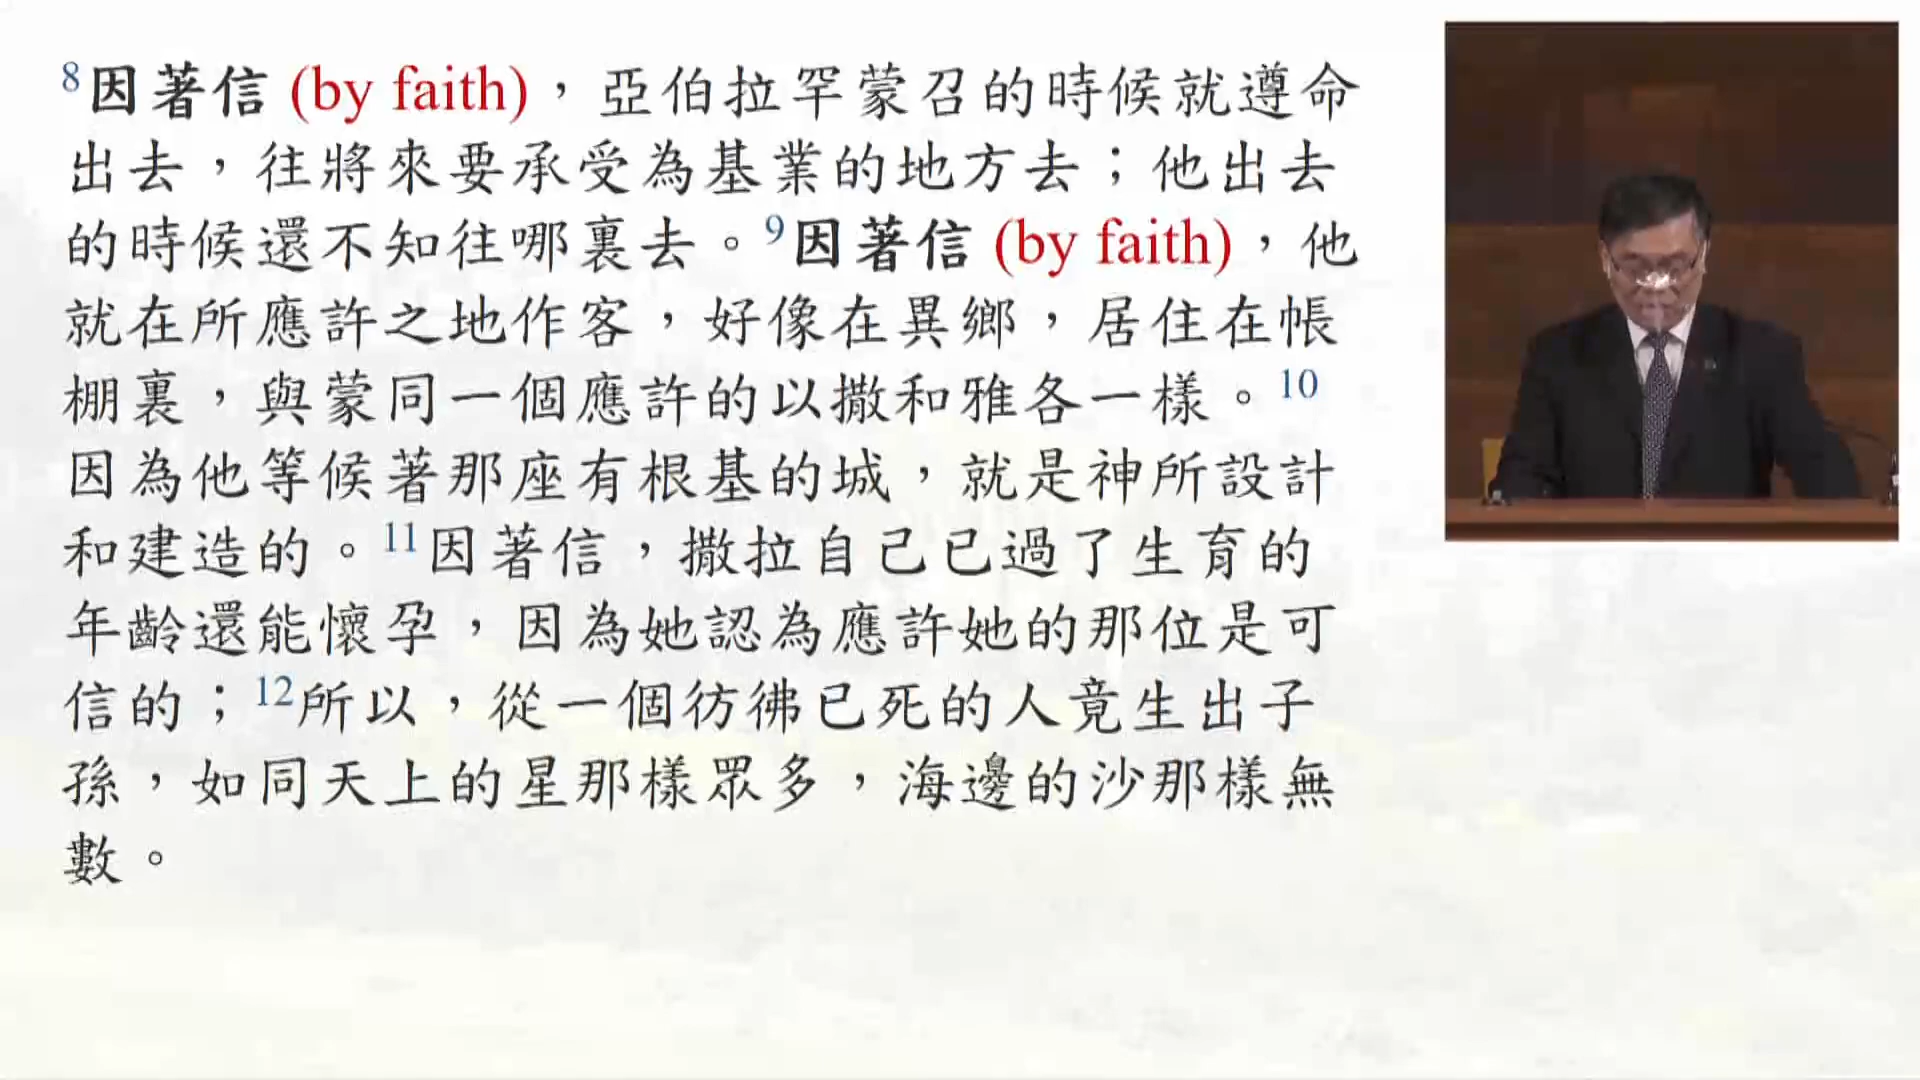 8因著信 (by faith)，亞伯拉罕蒙召的時候就遵命
出去，往將來要承受為基業的地方去；他出去
的時候還不知往哪裏去。9因著信 (by faith)，他
就在所應許之地作客，好像在異鄉，居住在帳
棚裏，與蒙同一個應許的以撒和雅各一樣。10
因為他等候著那座有根基的城，就是神所設計
和建造的。11因著信，撒拉自己已過了生育的
年齡還能懷孕，因為她認為應許她的那位是可
信的；12所以，從一個彷彿已死的人竟生出子
孫，如同天上的星那樣眾多，海邊的沙那樣無
數。